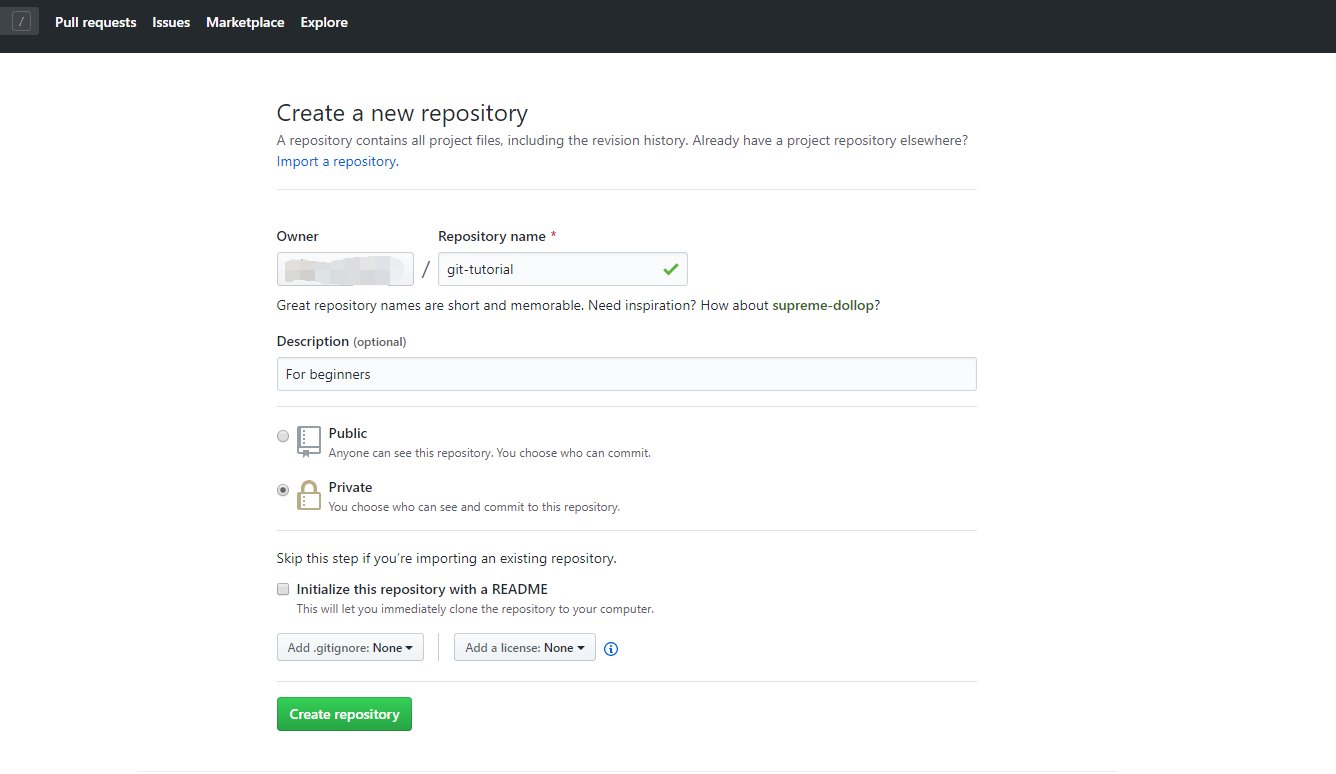 / Pull requests Issues Marketplace Explore
Create a new repository
A repository contains all project files, including the revision history. Already have a project repository elsewhere?
Import a repository.
Owner Repository name *
/ git-tutorial
Great repository names are short and memorable. Need inspiration? How about supreme-dollop?
Description (optional)
For beginners
Public
Anyone can see this repository. You choose who can commit.
Private
You choose who can see and commit to this repository.
Skip this step if you’re importing an existing repository.
Initialize this repository with a README
This will let you immediately clone the repository to your computer.
Add .gitignore: None Add a license: None
Create repository